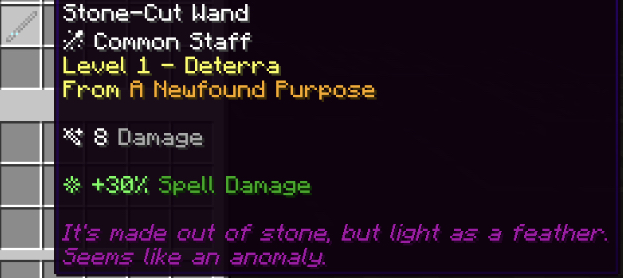 Stone-Cut Wand
Common Staff
Level 1 - Deterra
From A Newfound Purpose
8 Damage
+30% Spell Damage
It's made out of stone, but light as a feather.
Seems like an anomaly.